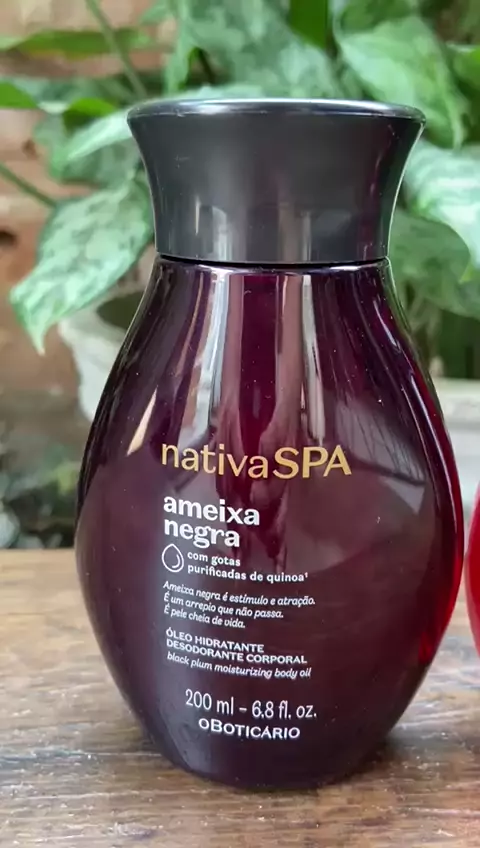 nativaSPA
ameixa
negra
com gotas
purificadas de quinoa¹
Ameixa negra é estímulo e atração.
É um arrepio que não passa.
É pele cheia de vida.
ÓLEO HIDRATANTE
DESODORANTE CORPORAL
black plum moisturizing body oil
200 ml – 6.8 fl. oz.
oBOTICÁRIO